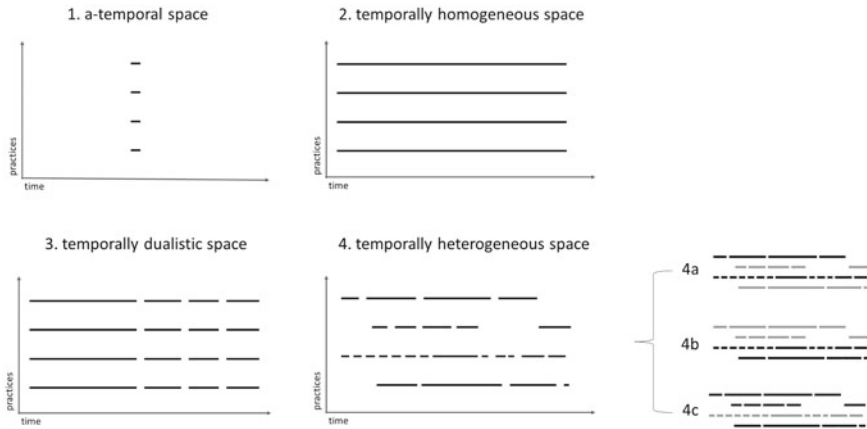 1. a-temporal space
practices
time
2. temporally homogeneous space
practices
time
3. temporally dualistic space
practices
time
4. temporally heterogeneous space
practices
time
4a
4b
4c